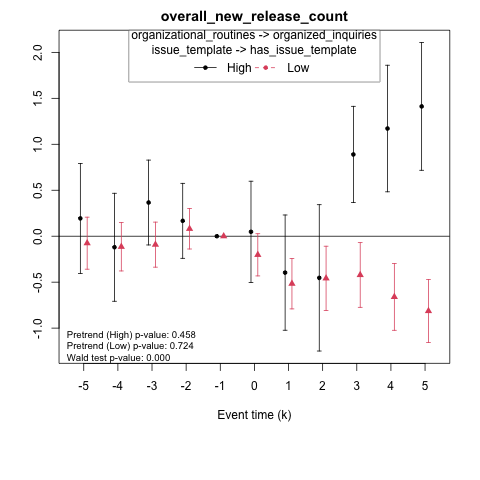 overall_new_release_count
organizational_routines -> organized_inquiries
issue_template -> has_issue_template
High Low
2.0
1.5
1.0
0.5
0.0
-0.5
-1.0
Pretrend (High) p-value: 0.458
Pretrend (Low) p-value: 0.724
Wald test p-value: 0.000
-5 -4 -3 -2 -1 0 1 2 3 4 5
Event time (k)